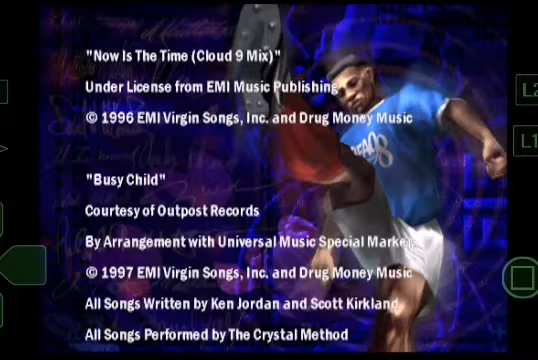 "Now Is The Time (Cloud 9 Mix)"
Under License from EMI Music Publishing
© 1996 EMI Virgin Songs, Inc. and Drug Money Music
"Busy Child"
Courtesy of Outpost Records
By Arrangement with Universal Music Special Markets
© 1997 EMI Virgin Songs, Inc. and Drug Money Music
All Songs Written by Ken Jordan and Scott Kirkland
All Songs Performed by The Crystal Method
L2
L1